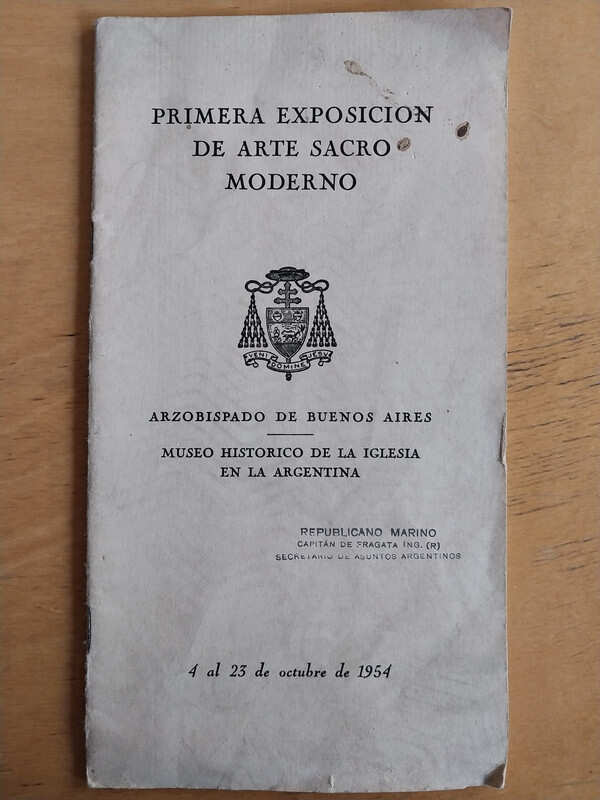 PRIMERA EXPOSICION
DE ARTE SACRO
MODERNO
VENI DOMINE JESU
ARZOBISPADO DE BUENOS AIRES
MUSEO HISTORICO DE LA IGLESIA
EN LA ARGENTINA
REPUBLICANO MARINO
CAPITÁN DE FRAGATA ING. (R)
SECRETARIO DE ASUNTOS ARGENTINOS
4 al 23 de octubre de 1954